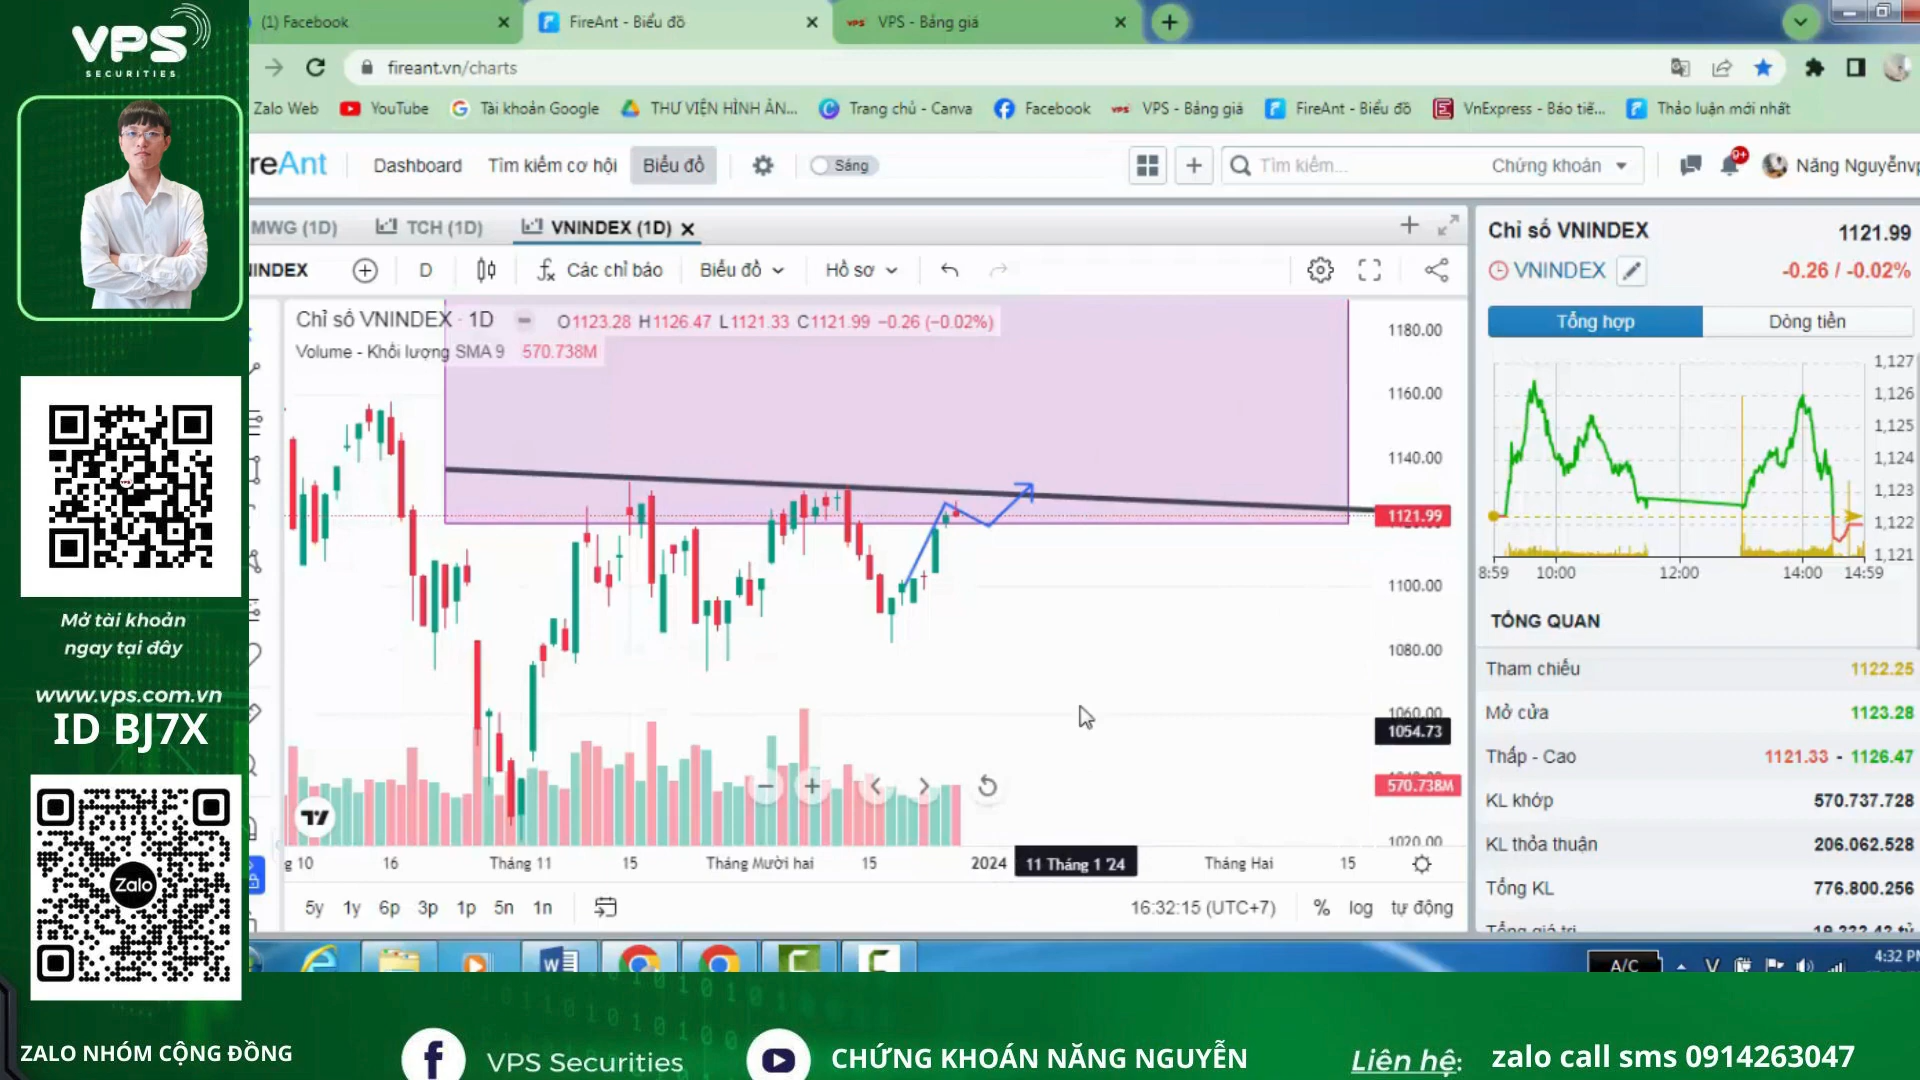 VPS
SECURITIES
Mở tài khoản
ngay tại đây
www.vps.com.vn
ID BJ7X
Zalo
ZALO NHÓM CỘNG ĐỒNG
(1) Facebook
FireAnt - Biểu đồ
VPS - Bảng giá
fireant.vn/charts
Zalo Web
YouTube
Tài khoản Google
THƯ VIỆN HÌNH ẢN...
Trang chủ - Canva
Facebook
VPS - Bảng giá
FireAnt - Biểu đồ
VnExpress - Báo tiế...
Thảo luận mới nhất
reAnt
Dashboard
Tìm kiếm cơ hội
Biểu đồ
Sáng
Tìm kiếm...
Chứng khoán
9+
Năng Nguyễnvp
MWG (1D)
TCH (1D)
VNINDEX (1D)
INDEX
D
Các chỉ báo
Biểu đồ
Hồ sơ
Chỉ số VNINDEX · 1D
O1123.28 H1126.47 L1121.33 C1121.99 −0.26 (−0.02%)
Volume - Khối lượng SMA 9 570.738M
1180.00
1160.00
1140.00
1121.99
1100.00
1080.00
1060.00
1054.73
570.738M
1020.00
g 10
16
Tháng 11
15
Tháng Mười hai
15
2024
11 Tháng 1 '24
Tháng Hai
15
5y 1y 6p 3p 1p 5n 1n
16:32:15 (UTC+7)
% log tự động
Chỉ số VNINDEX 1121.99
VNINDEX -0.26 / -0.02%
Tổng hợp
Dòng tiền
1,127
1,126
1,125
1,124
1,123
1,122
1,121
8:59 10:00 12:00 14:00 14:59
TỔNG QUAN
Tham chiếu 1122.25
Mở cửa 1123.28
Thấp - Cao 1121.33 - 1126.47
KL khớp 570.737.728
KL thỏa thuận 206.062.528
Tổng KL 776.800.256
A/C
4:32 PM
VPS Securities
CHỨNG KHOÁN NĂNG NGUYỄN
Liên hệ: zalo call sms 0914263047